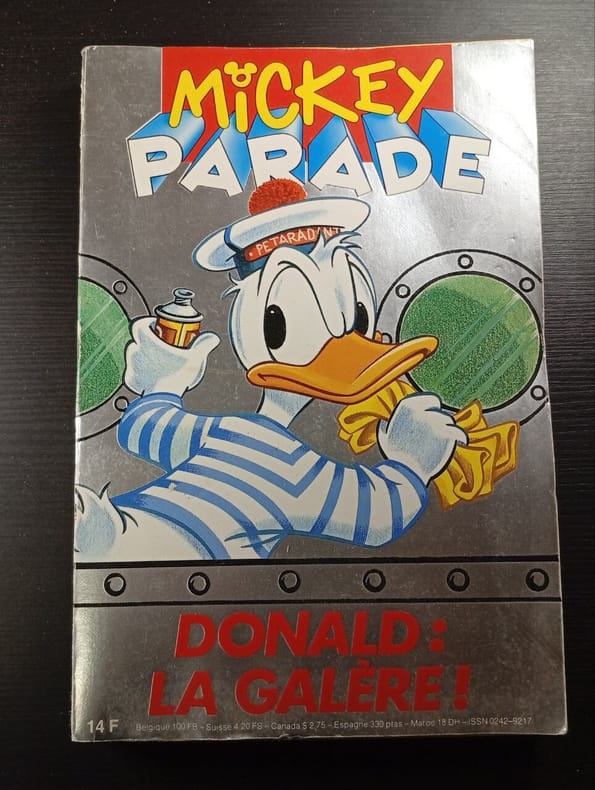 MiCKEY
PARADE
• PETARADANT
DONALD :
LA GALÈRE !
14 F
Belgique 100 FB – Suisse 4.20 FS – Canada $ 2,75 – Espagne 330 ptas – Maroc 18 DH – ISSN 0242-9217